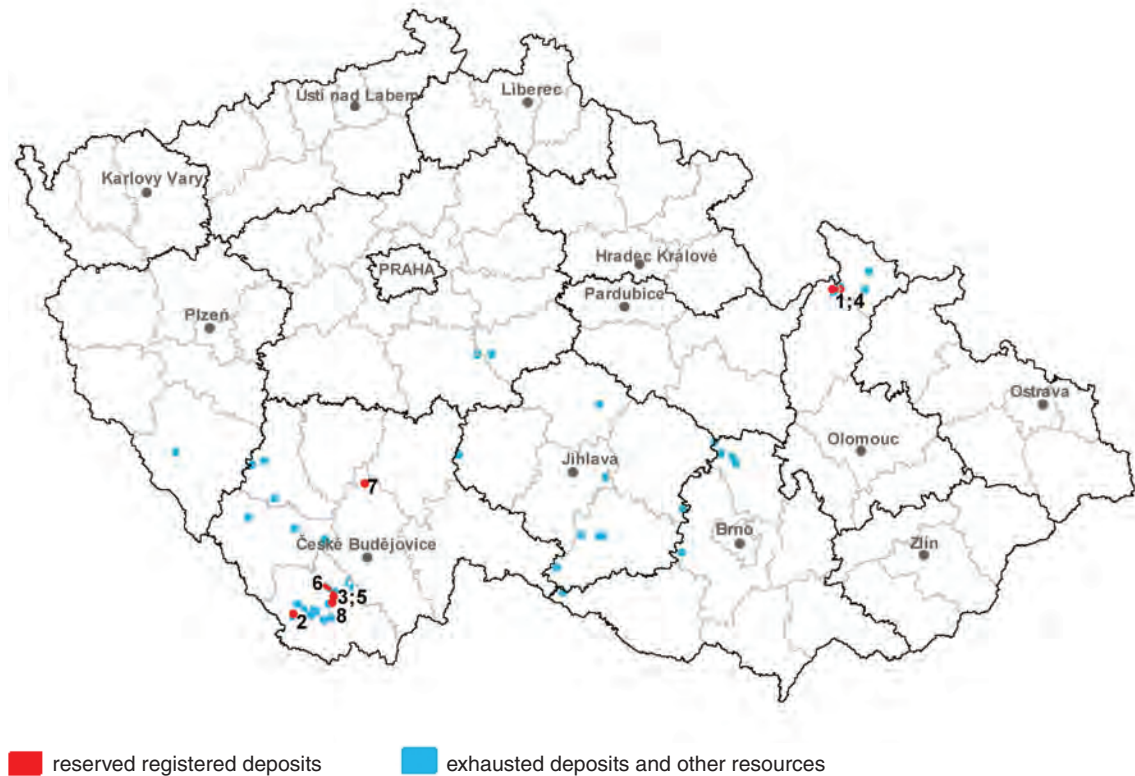 Ústí nad Labem
Liberec
Karlovy Vary
Hradec Králové
PRAHA
1;4
Pardubice
Plzeň
Ostrava
Olomouc
Jihlava
7
Brno
České Budějovice
Zlín
6
3;5
2
8
reserved registered deposits
exhausted deposits and other resources